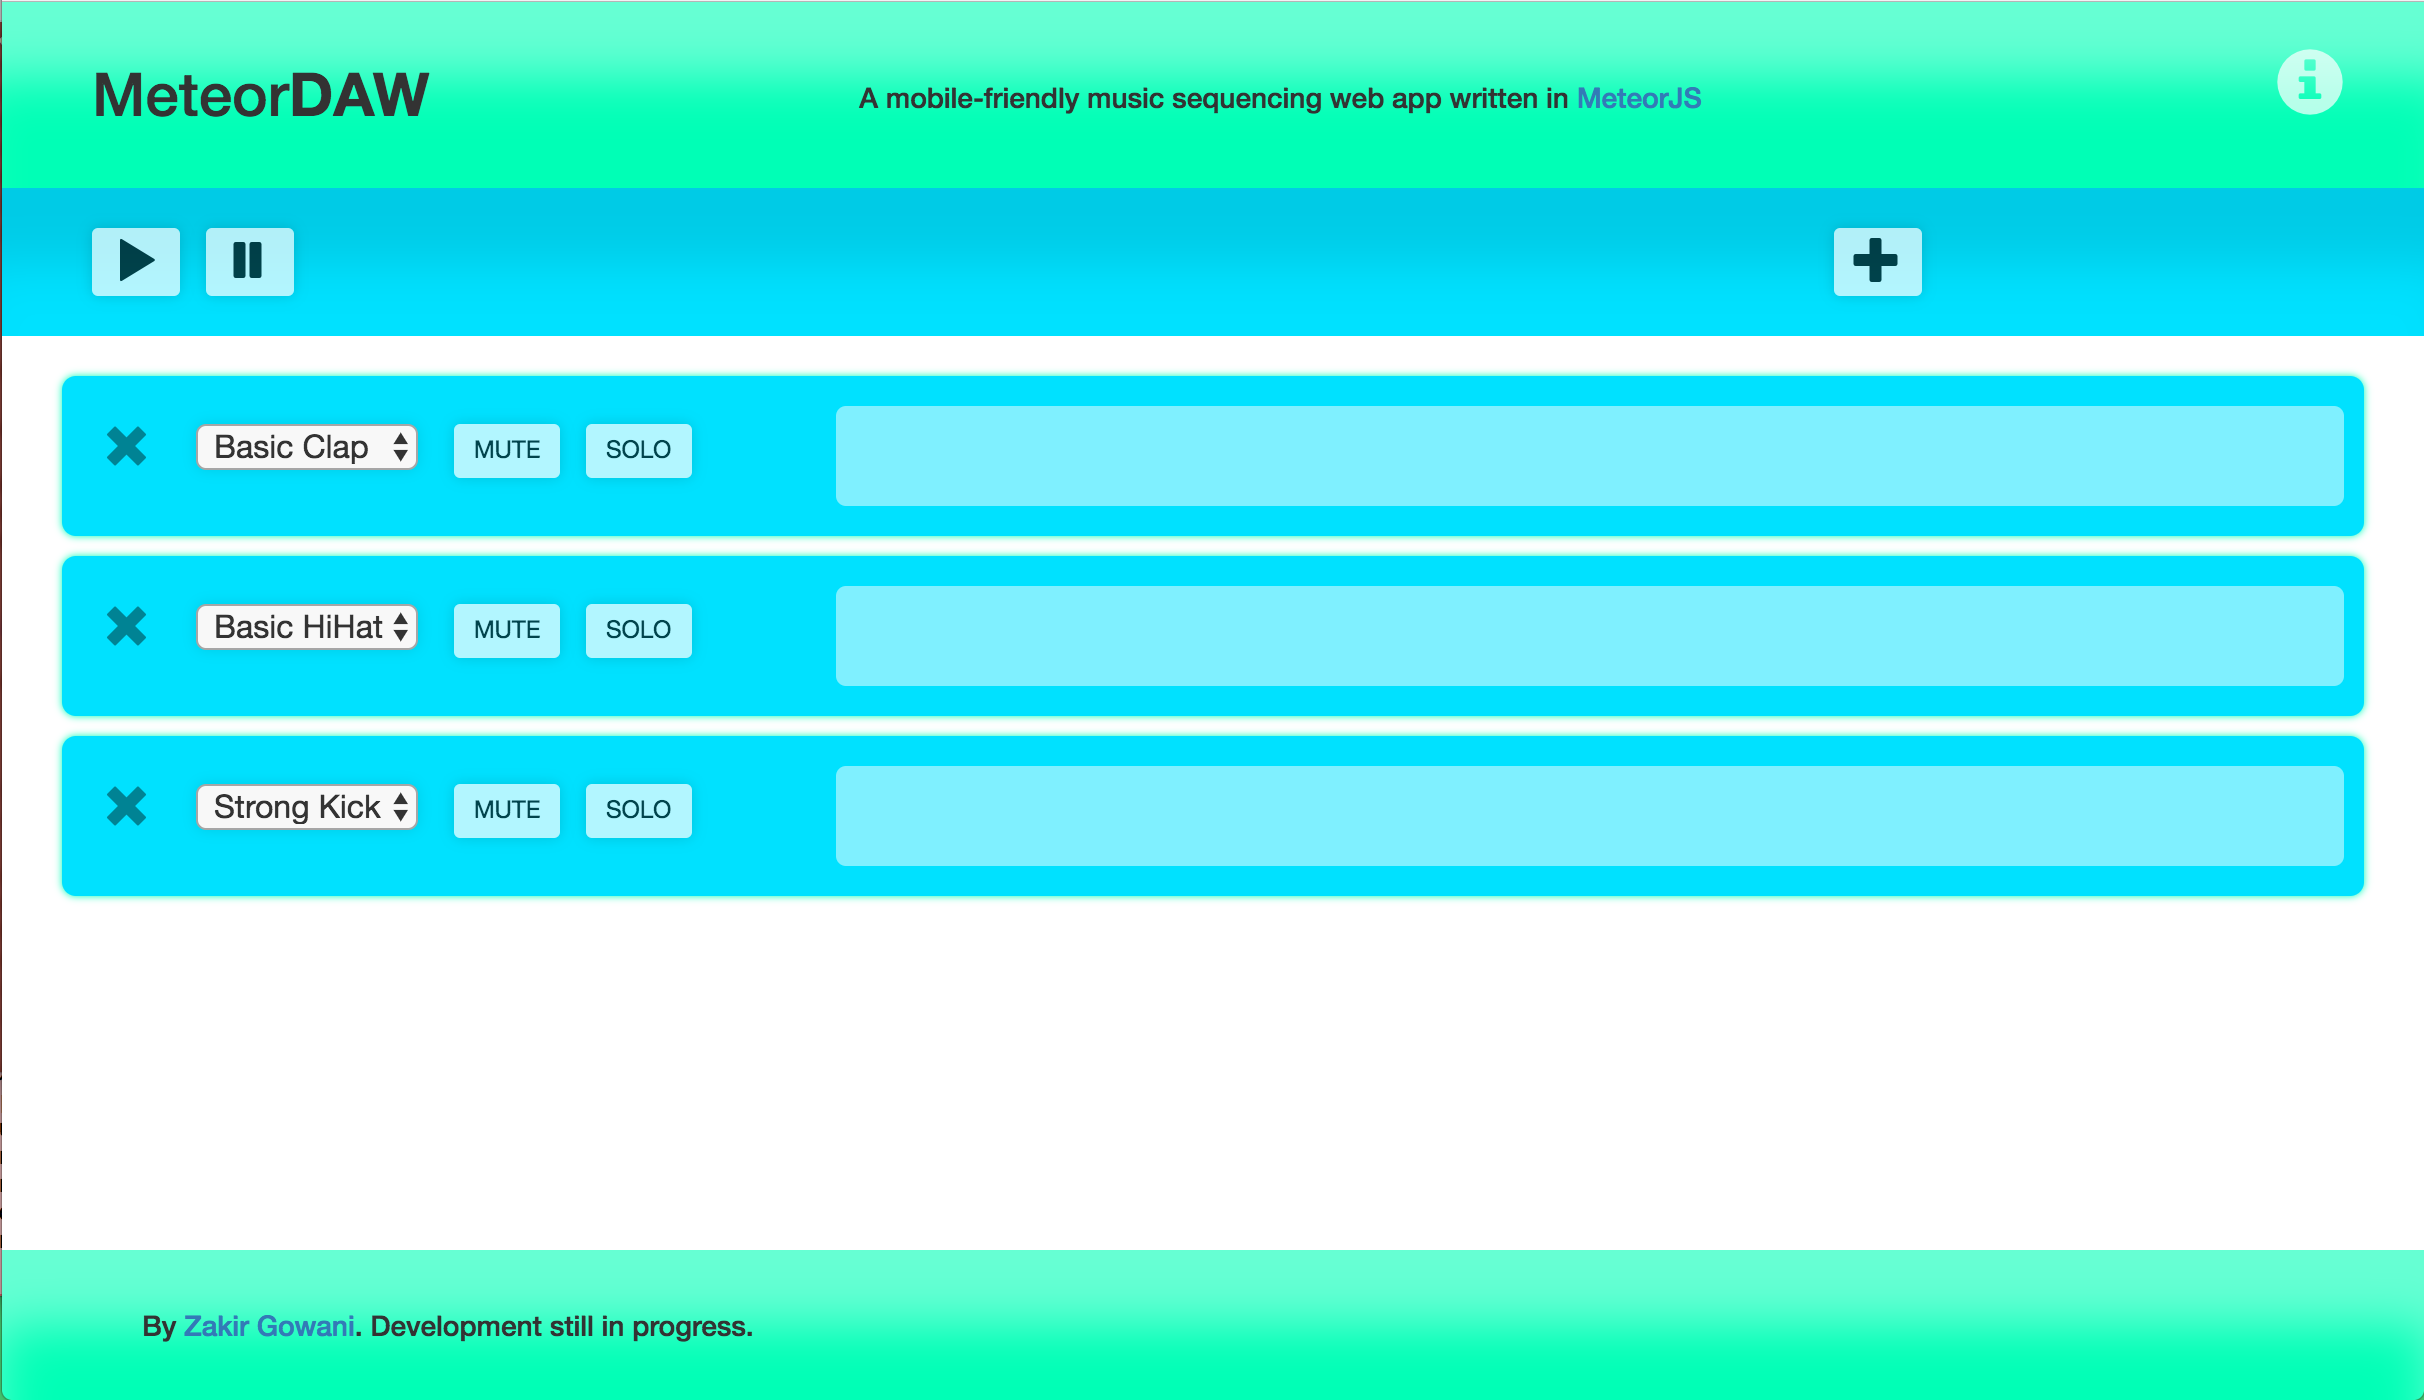 MeteorDAW
A mobile-friendly music sequencing web app written in MeteorJS
Basic Clap MUTE SOLO
Basic HiHat MUTE SOLO
Strong Kick MUTE SOLO
By Zakir Gowani. Development still in progress.